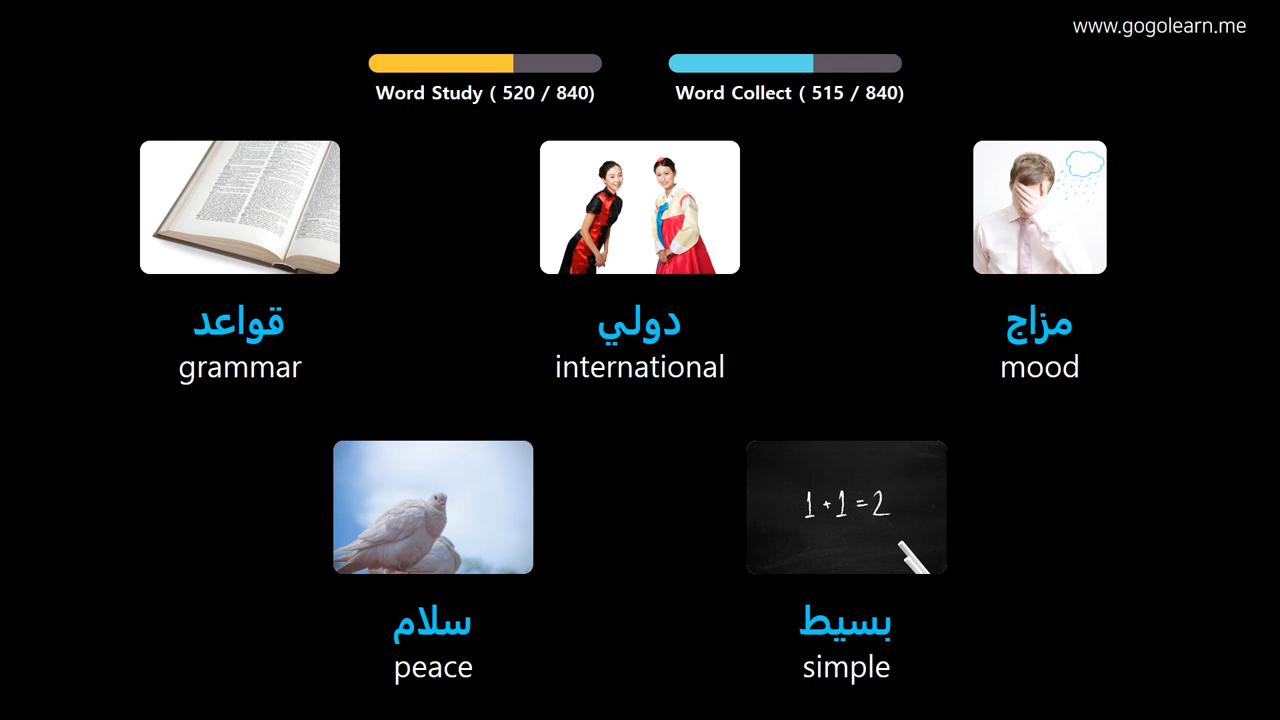 www.gogolearn.me
Word Study ( 520 / 840)
Word Collect ( 515 / 840)
قواعد
grammar
دولي
international
مزاج
mood
1 + 1 = 2
سلام
peace
بسيط
simple